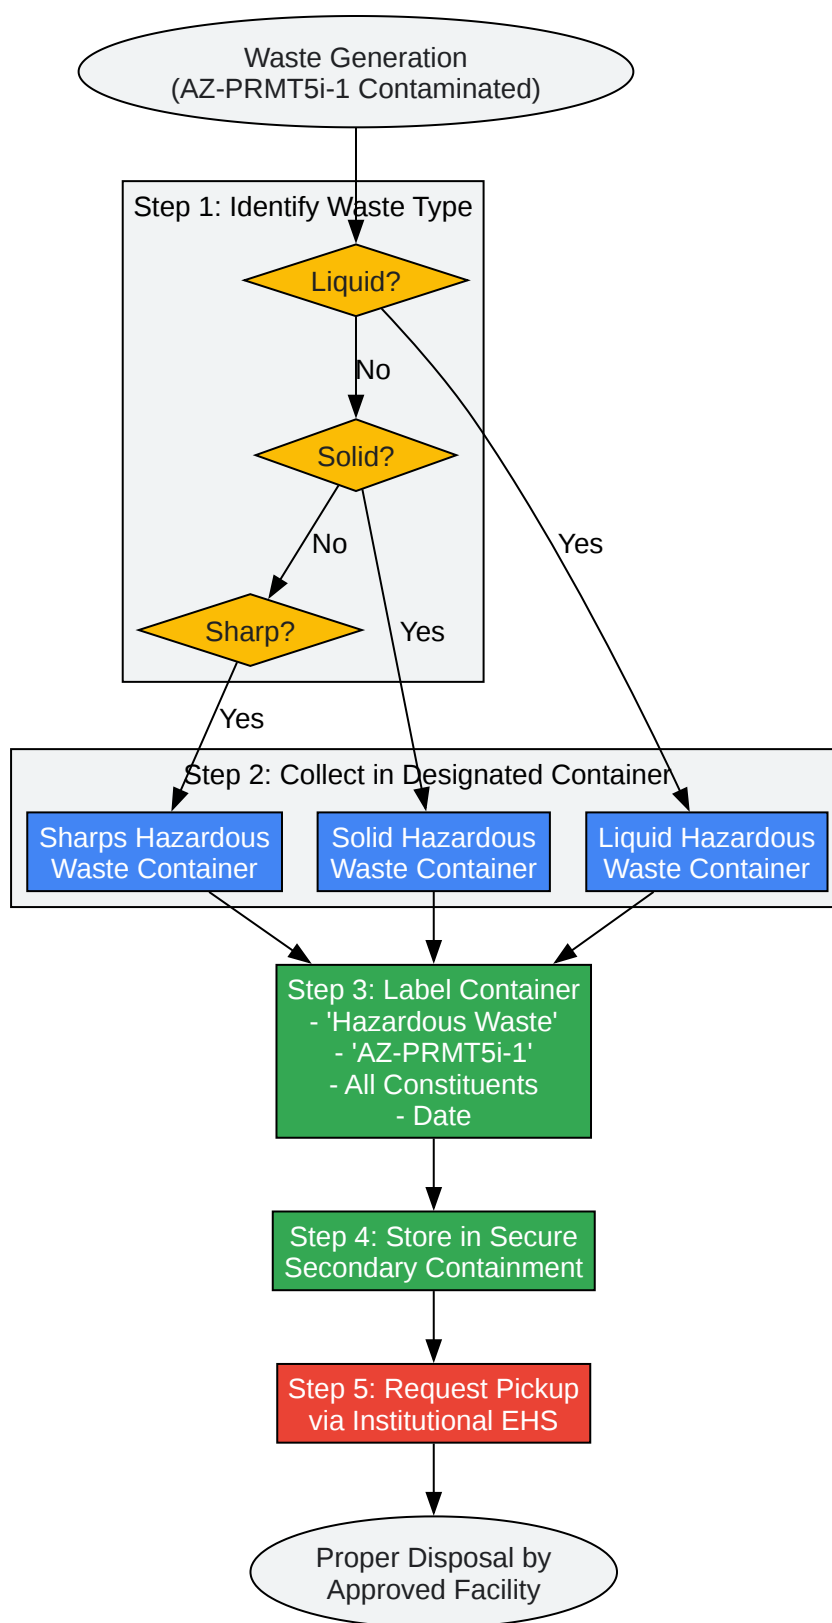 Waste Generation
(AZ-PRMT5i-1 Contaminated)
Step 1: Identify Waste Type
Liquid?
No
Solid?
No
Yes
Sharp?
Yes
Yes
Step 2: Collect in Designated Container
Sharps Hazardous
Waste Container
Solid Hazardous
Waste Container
Liquid Hazardous
Waste Container
Step 3: Label Container
- 'Hazardous Waste'
- 'AZ-PRMT5i-1'
- All Constituents
- Date
Step 4: Store in Secure
Secondary Containment
Step 5: Request Pickup
via Institutional EHS
Proper Disposal by
Approved Facility